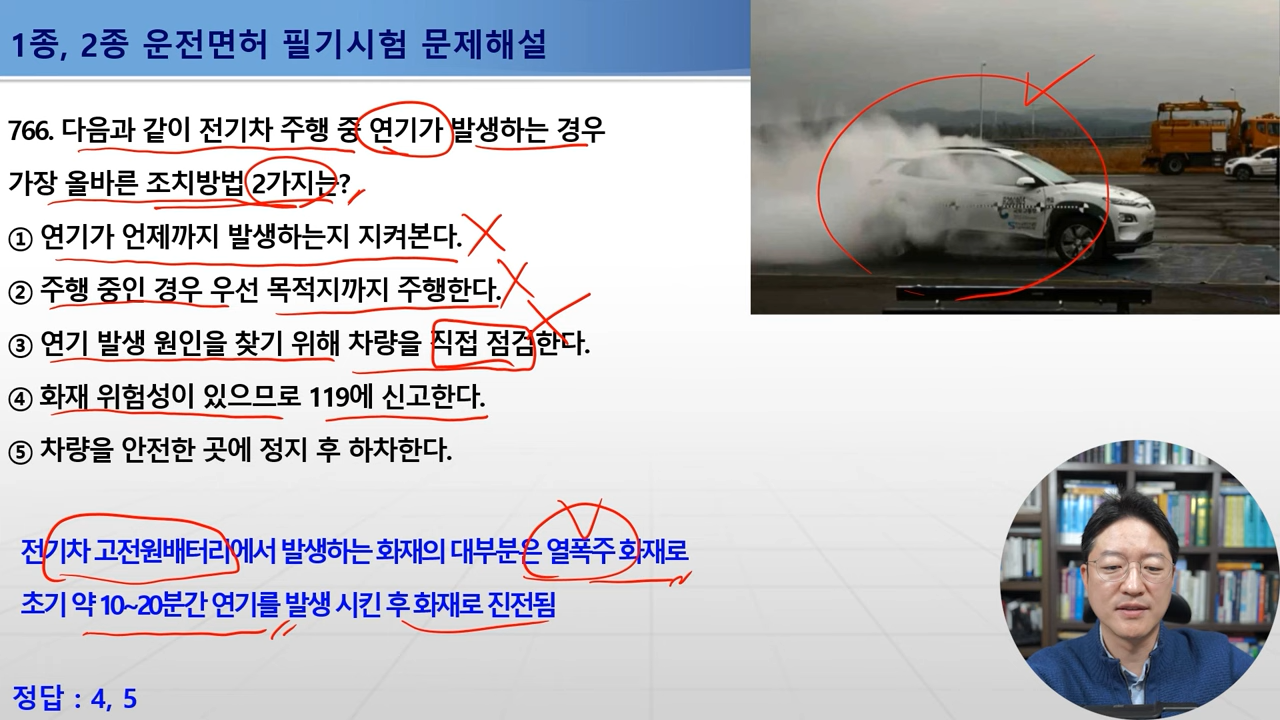 1종, 2종 운전면허 필기시험 문제해설
766. 다음과 같이 전기차 주행 중 연기가 발생하는 경우
가장 올바른 조치방법 2가지는?
① 연기가 언제까지 발생하는지 지켜본다.
② 주행 중인 경우 우선 목적지까지 주행한다.
③ 연기 발생 원인을 찾기 위해 차량을 직접 점검한다.
④ 화재 위험성이 있으므로 119에 신고한다.
⑤ 차량을 안전한 곳에 정지 후 하차한다.
전기차 고전원배터리에서 발생하는 화재의 대부분은 열폭주 화재로
초기 약 10~20분간 연기를 발생 시킨 후 화재로 진전됨
정답 : 4, 5